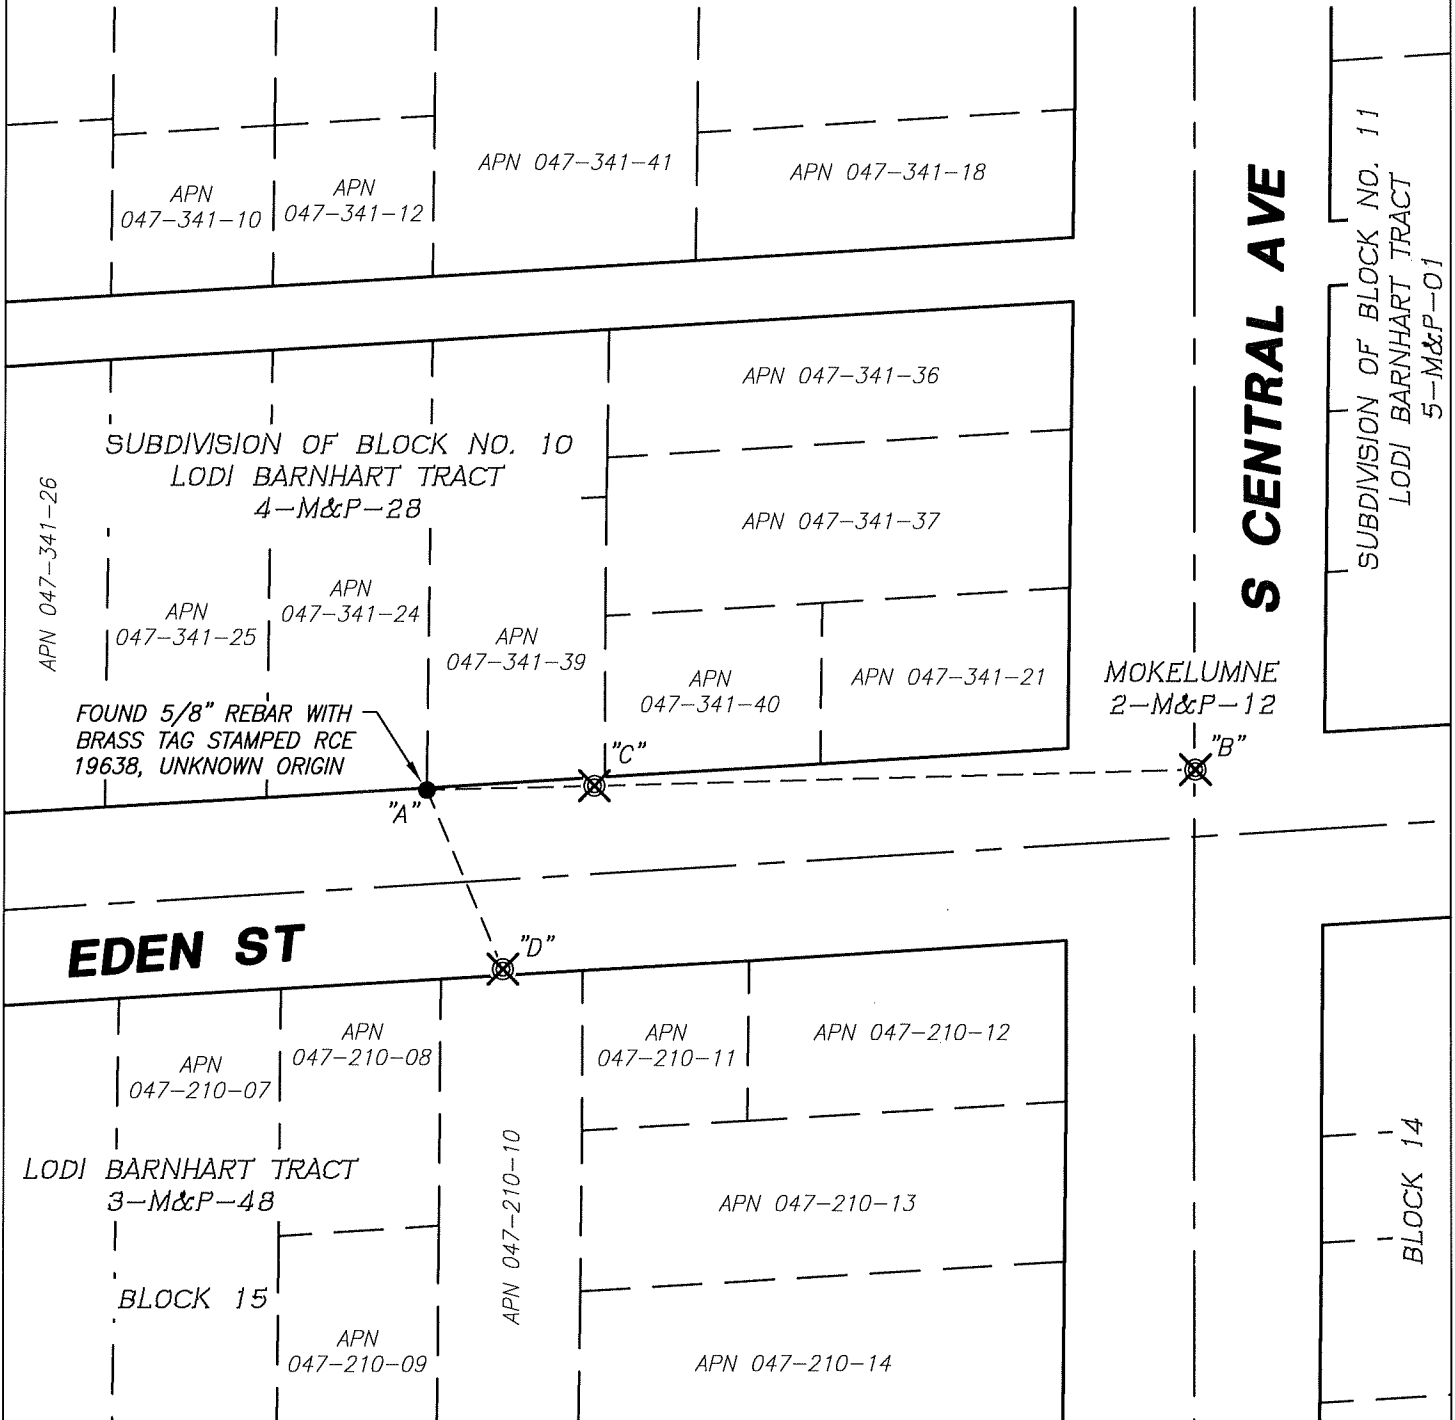 APN
047-341-10
APN
047-341-12
APN 047-341-41
APN 047-341-18
S CENTRAL AVE
SUBDIVISION OF BLOCK NO. 11
LODI BARNHART TRACT
5-M&P-01
APN 047-341-36
SUBDIVISION OF BLOCK NO. 10
LODI BARNHART TRACT
4-M&P-28
APN 047-341-26
APN 047-341-37
APN
047-341-25
APN
047-341-24
APN
047-341-39
APN
047-341-40
APN 047-341-21
MOKELUMNE
2-M&P-12
FOUND 5/8" REBAR WITH
BRASS TAG STAMPED RCE
19638, UNKNOWN ORIGIN
"A"
"C"
"B"
EDEN ST
"D"
APN
047-210-07
APN
047-210-08
APN
047-210-11
APN 047-210-12
LODI BARNHART TRACT
3-M&P-48
BLOCK 15
APN 047-210-10
APN 047-210-13
BLOCK 14
APN
047-210-09
APN 047-210-14